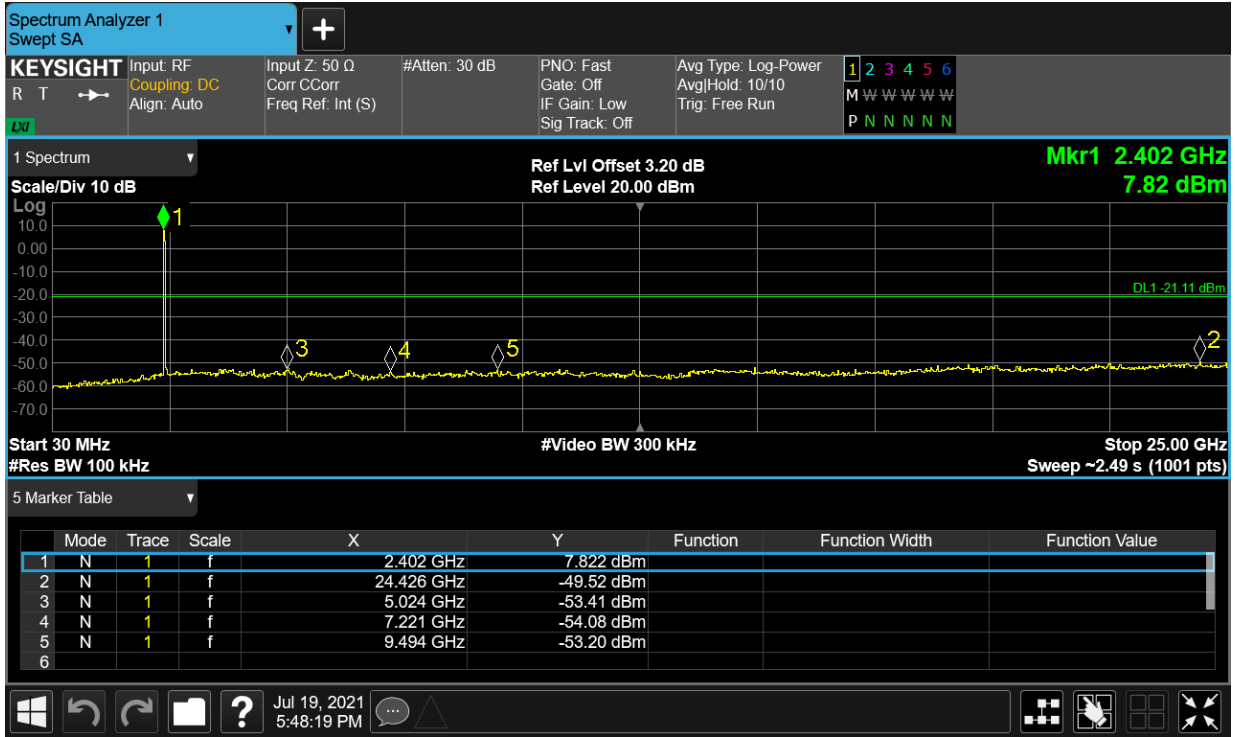 Spectrum Analyzer 1
Swept SA
KEYSIGHT Input: RF Input Z: 50 Ω #Atten: 30 dB PNO: Fast Avg Type: Log-Power 1 2 3 4 5 6
R T Coupling: DC Corr CCorr Gate: Off Avg|Hold: 10/10 M W W W W W
Align: Auto Freq Ref: Int (S) IF Gain: Low Trig: Free Run
LXI Sig Track: Off P N N N N N
1 Spectrum Ref Lvl Offset 3.20 dB Mkr1 2.402 GHz
Scale/Div 10 dB Ref Level 20.00 dBm 7.82 dBm
Log
1
10.0
0.00
-10.0
-20.0 DL1 -21.11 dBm
-30.0
-40.0
3 4 5 2
-50.0
-60.0
-70.0
Start 30 MHz #Video BW 300 kHz Stop 25.00 GHz
#Res BW 100 kHz Sweep ~2.49 s (1001 pts)
5 Marker Table
Mode Trace Scale X Y Function Function Width Function Value
1 N 1 f 2.402 GHz 7.822 dBm
2 N 1 f 24.426 GHz -49.52 dBm
3 N 1 f 5.024 GHz -53.41 dBm
4 N 1 f 7.221 GHz -54.08 dBm
5 N 1 f 9.494 GHz -53.20 dBm
6
? Jul 19, 2021
5:48:19 PM